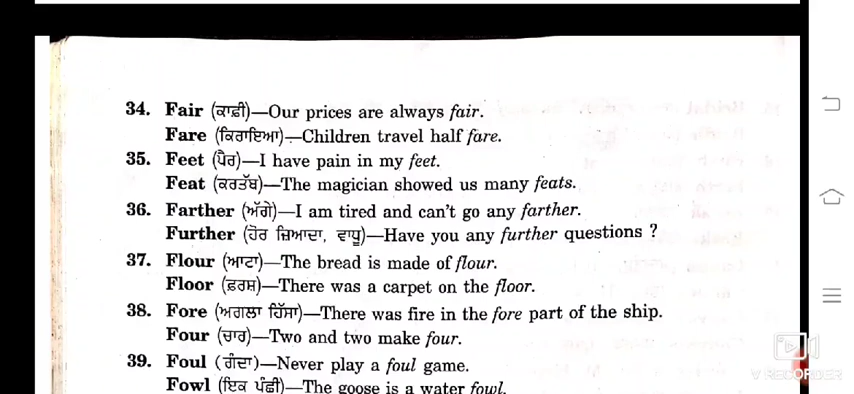 34. Fair (ਕਾਫ਼ੀ)—Our prices are always fair.
Fare (ਕਿਰਾਇਆ)—Children travel half fare.
35. Feet (ਪੈਰ)—I have pain in my feet.
Feat (ਕਰਤੱਬ)—The magician showed us many feats.
36. Farther (ਅੱਗੇ)—I am tired and can't go any farther.
Further (ਹੋਰ ਜ਼ਿਆਦਾ, ਵਾਧੂ)—Have you any further questions ?
37. Flour (ਆਟਾ)—The bread is made of flour.
Floor (ਫ਼ਰਸ਼)—There was a carpet on the floor.
38. Fore (ਅਗਲਾ ਹਿੱਸਾ)—There was fire in the fore part of the ship.
Four (ਚਾਰ)—Two and two make four.
39. Foul (ਗੰਦਾ)—Never play a foul game.
Fowl (ਇਕ ਪੰਛੀ)—The goose is a water fowl.
V RECORDER